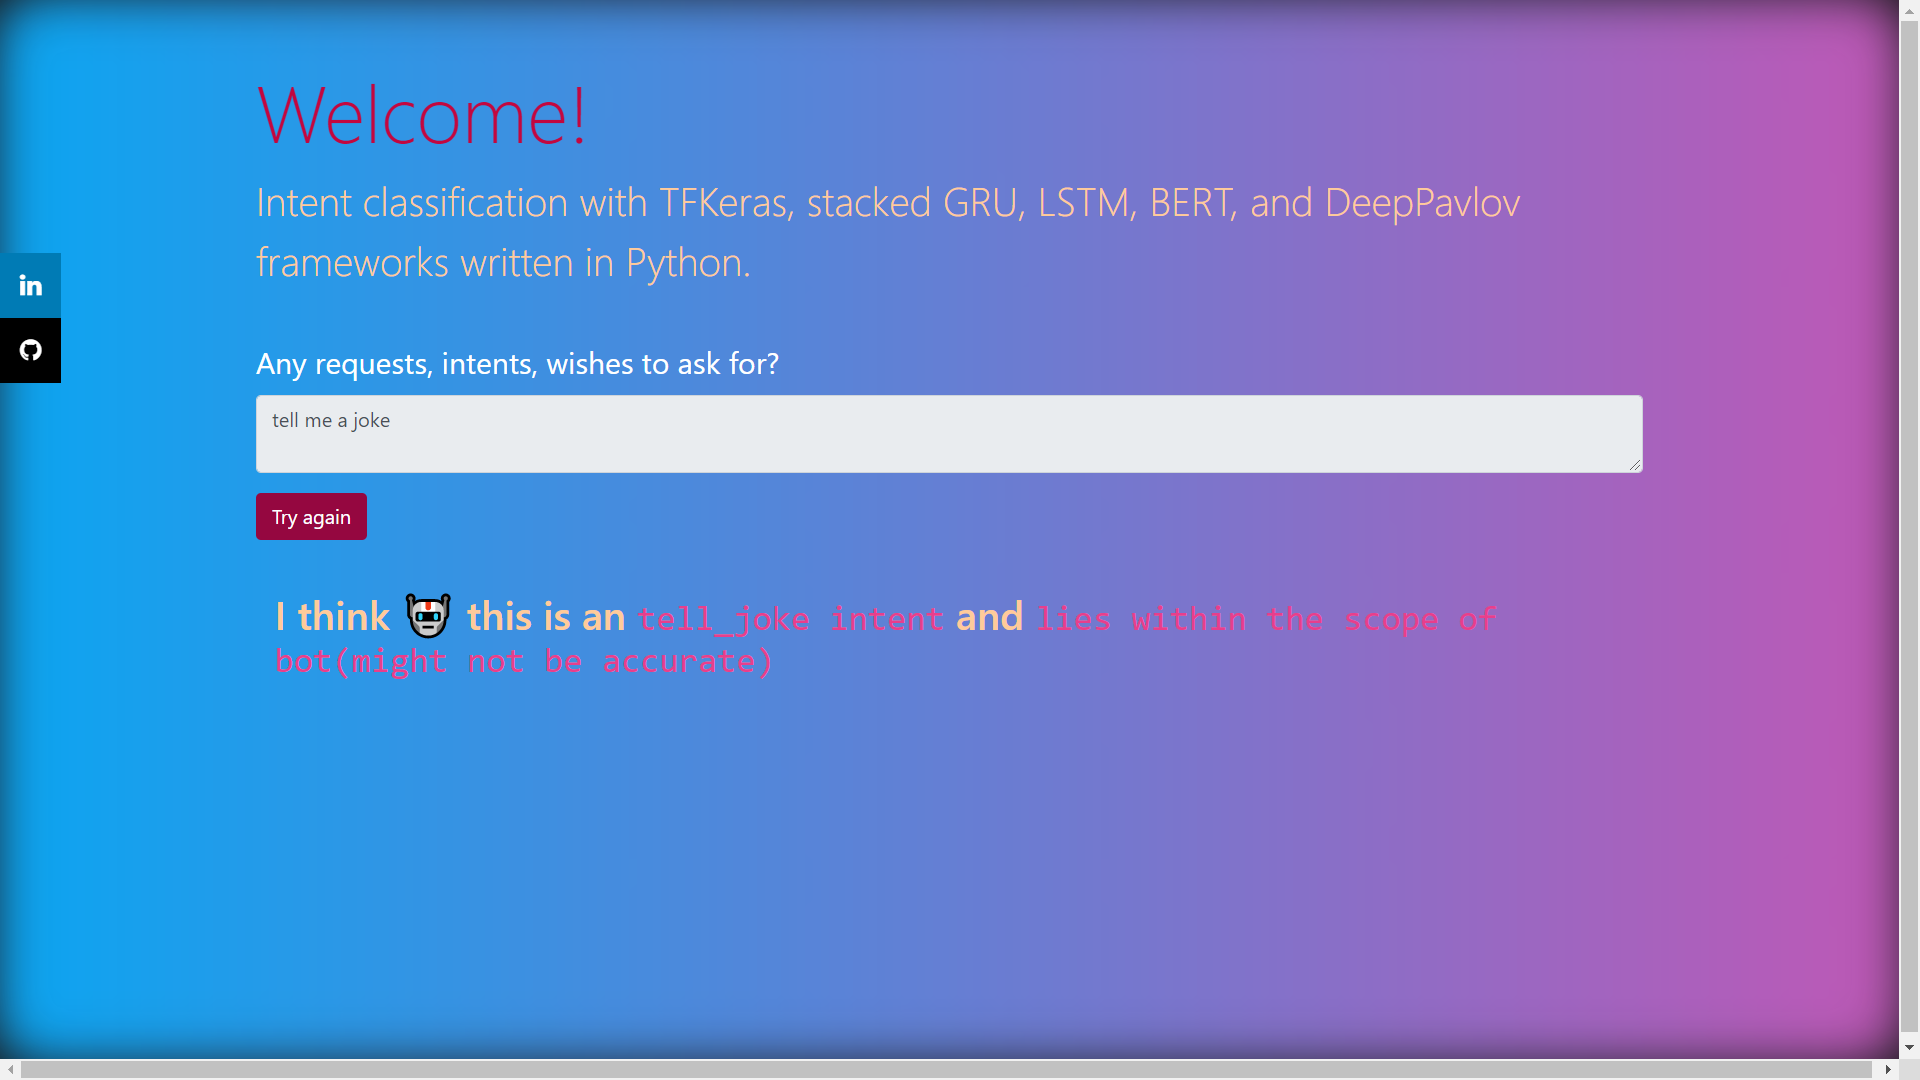 Welcome!
Intent classification with TFKeras, stacked GRU, LSTM, BERT, and DeepPavlov
frameworks written in Python.
in
Any requests, intents, wishes to ask for?
tell me a joke
Try again
I think this is an tell_joke intent and lies within the scope of
bot(might not be accurate)